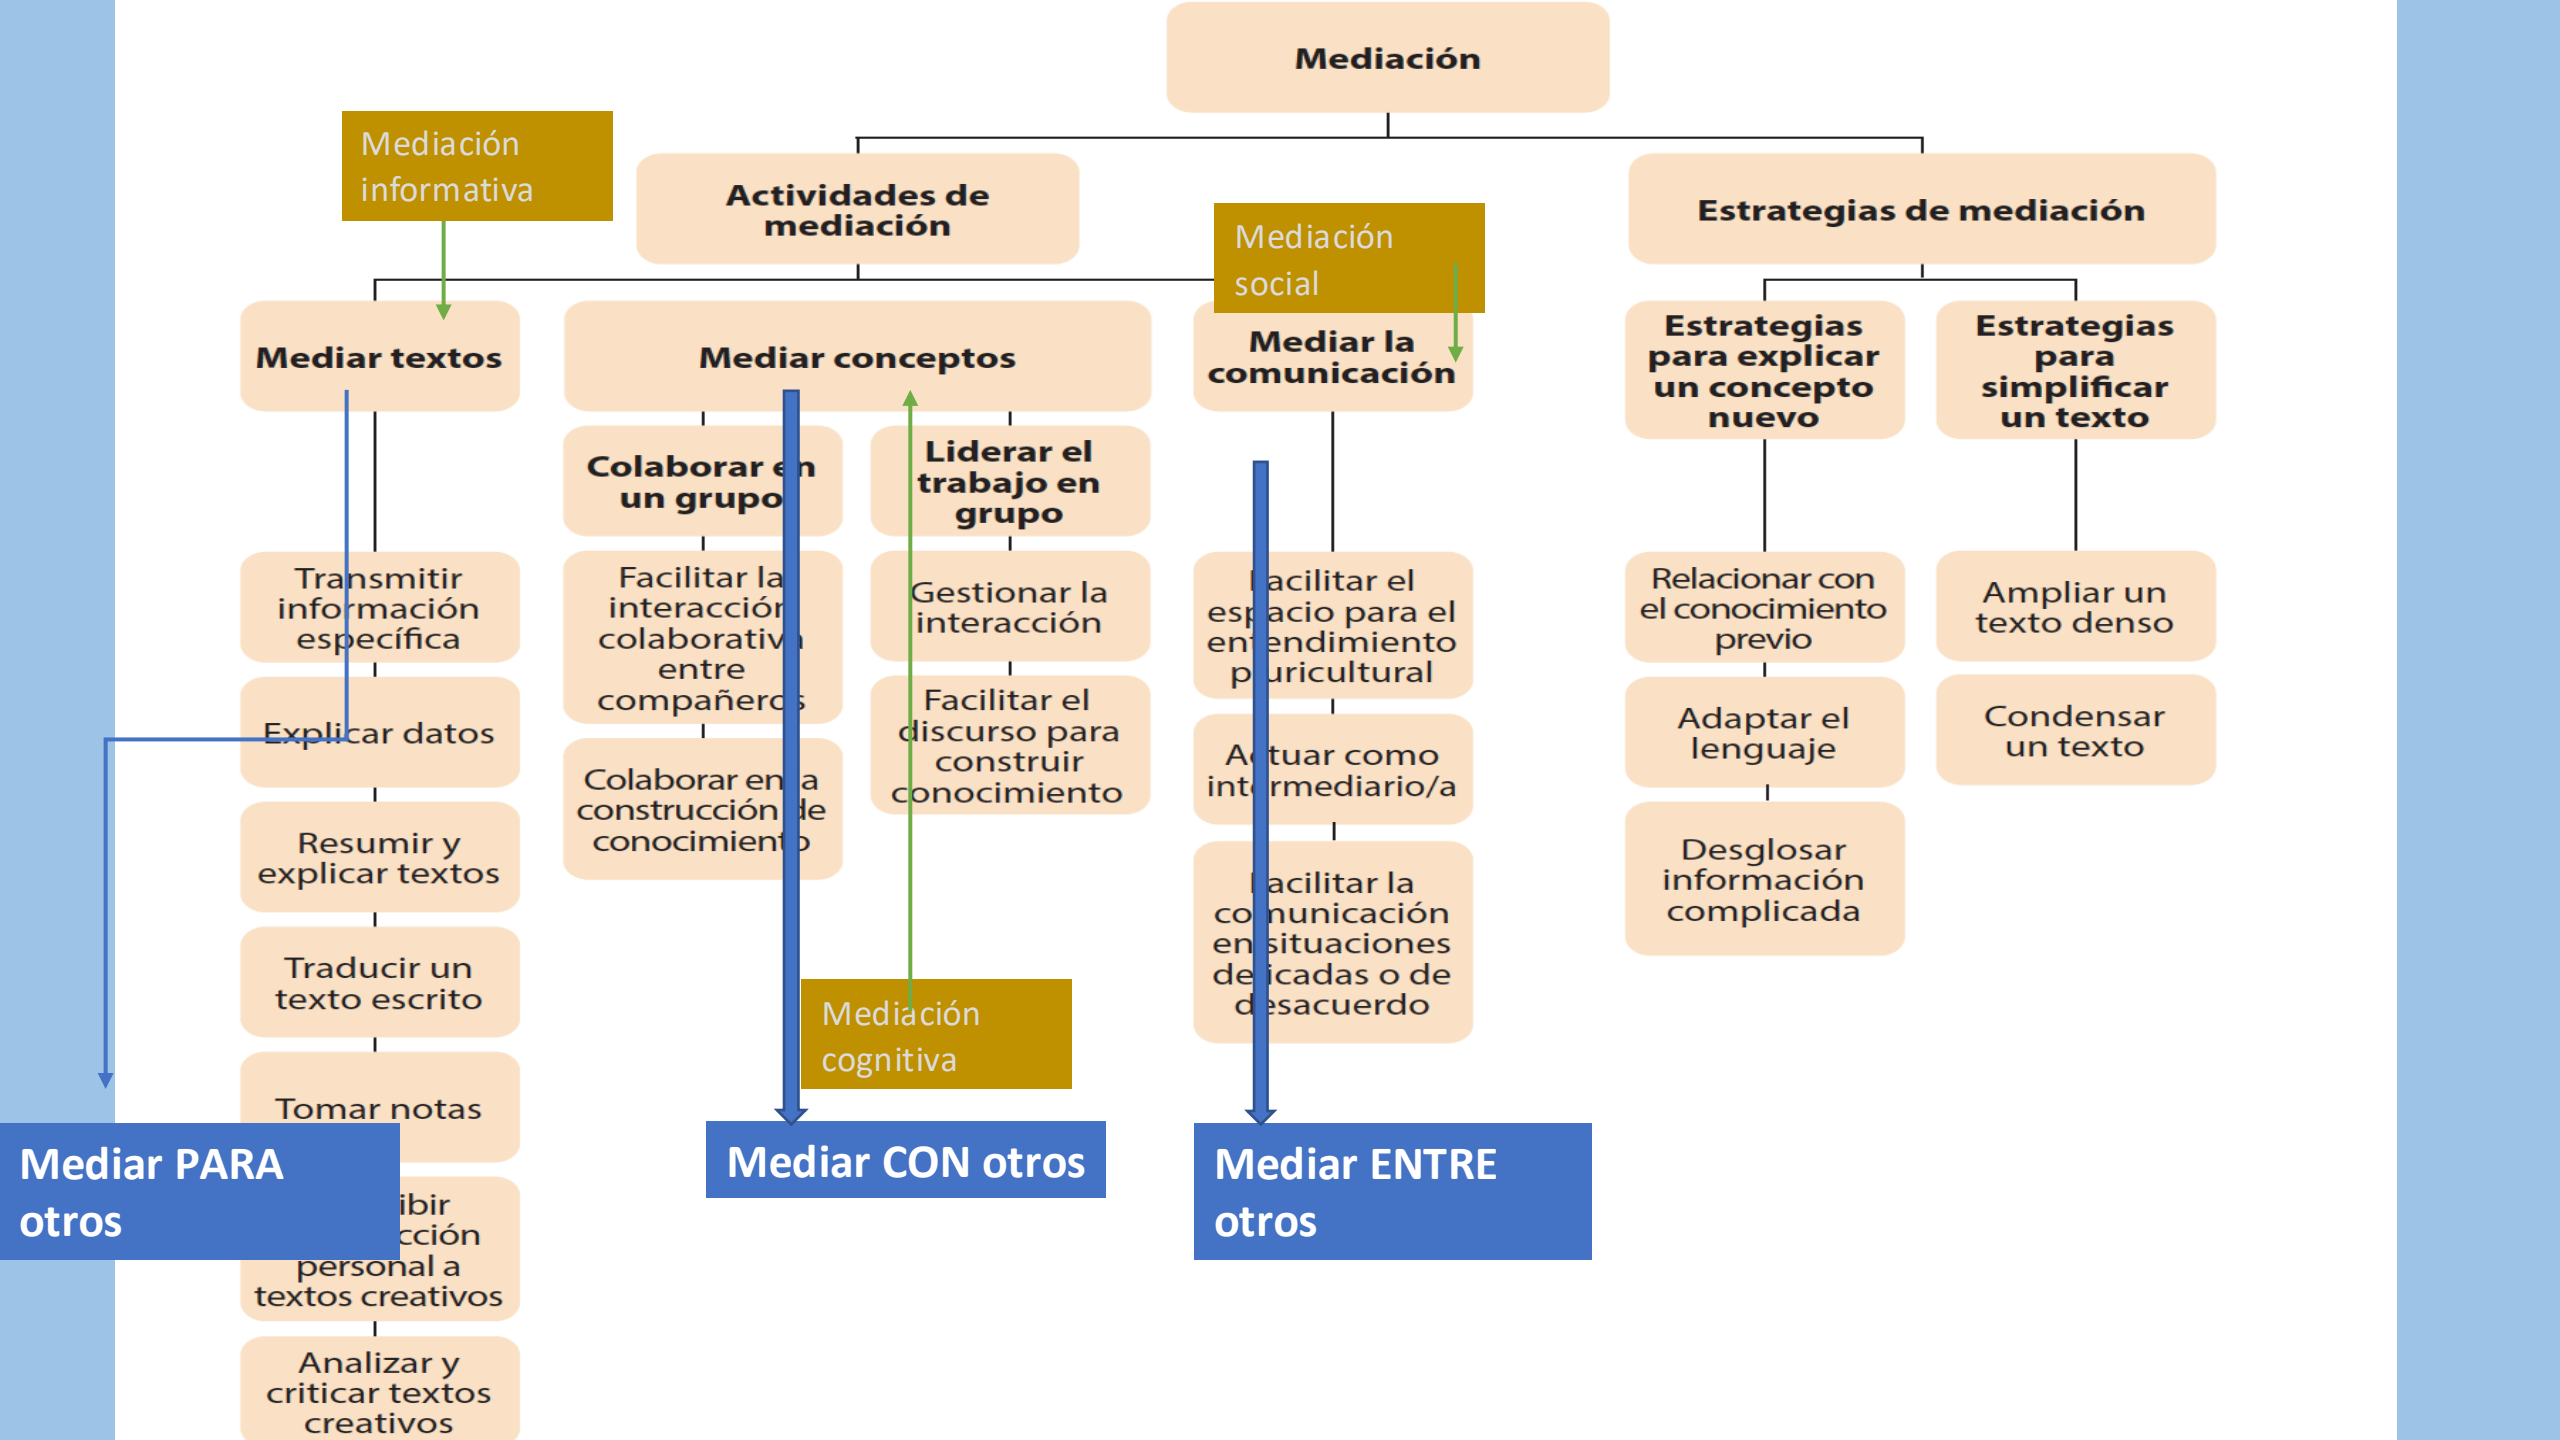 Mediación
Mediación
informativa
Actividades de
mediación
Mediación
social
Estrategias de mediación
Mediar textos
Mediar conceptos
Mediar la
comunicación
Estrategias
para explicar
un concepto
nuevo
Estrategias
para
simplificar
un texto
Colaborar en
un grupo
Liderar el
trabajo en
grupo
Transmitir
información
específica
Explicar datos
Resumir y
explicar textos
Traducir un
texto escrito
Tomar notas
personal a
textos creativos
Analizar y
criticar textos
creativos
Facilitar la
interacción
colaborativa
entre
compañeros
Colaborar en la
construcción de
conocimiento
Gestionar la
interacción
Facilitar el
discurso para
construir
conocimiento
Facilitar el
espacio para el
entendimiento
pluricultural
Actuar como
intermediario/a
Facilitar la
comunicación
en situaciones
delicadas o de
desacuerdo
Relacionar con
el conocimiento
previo
Adaptar el
lenguaje
Desglosar
información
complicada
Ampliar un
texto denso
Condensar
un texto
Mediación
cognitiva
Mediar PARA
otros
Mediar CON otros
Mediar ENTRE
otros